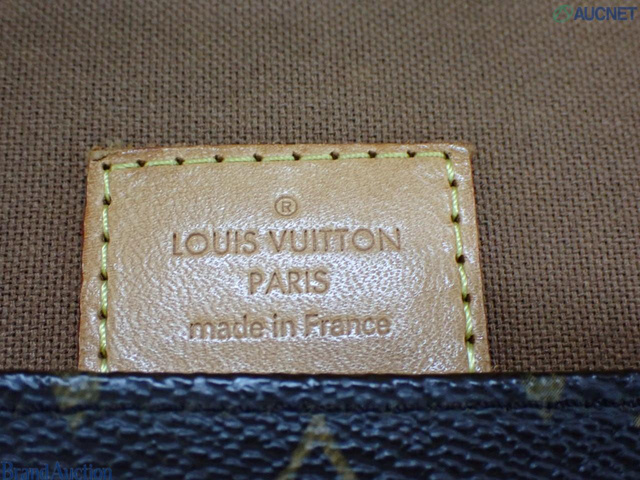 AUCNET
®
LOUIS VUITTON
PARIS
made in France
Brand Auction